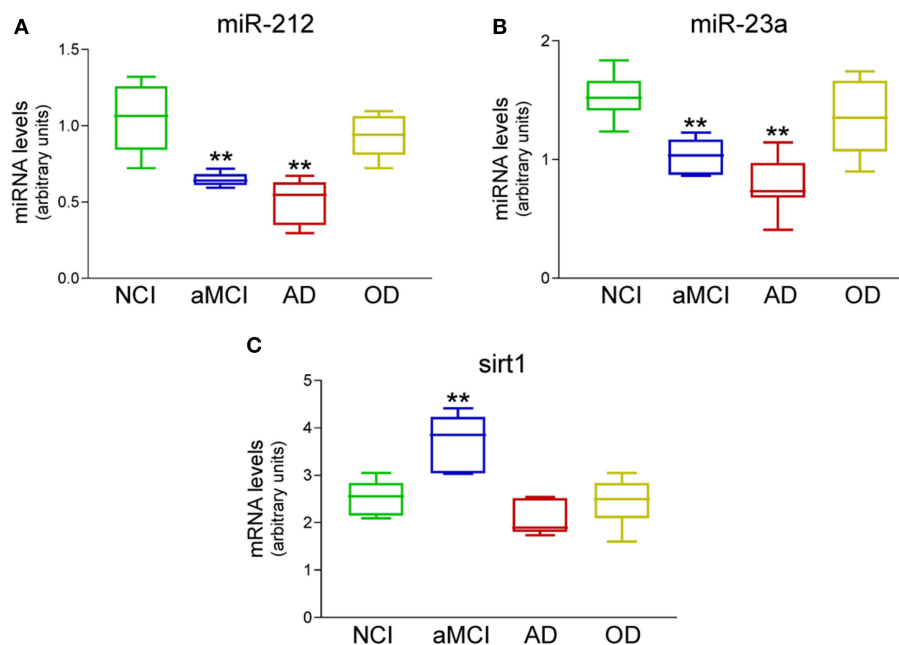 A
miR-212
miRNA levels
(arbitrary units)
1.5
1.0
0.5
0.0
**
**
NCI aMCI AD OD
B
miR-23a
miRNA levels
(arbitrary units)
2
1
0
**
**
NCI aMCI AD OD
C
sirt1
mRNA levels
(arbitrary units)
5
4
3
2
1
0
**
NCI aMCI AD OD